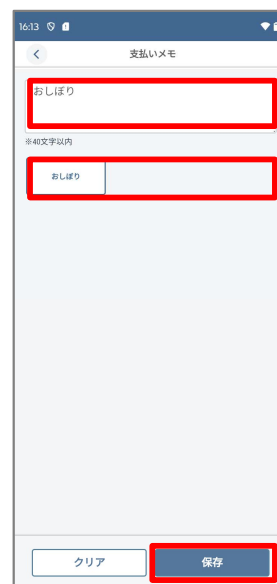 16:13
支払いメモ
おしぼり
※40文字以内
おしぼり
クリア
保存